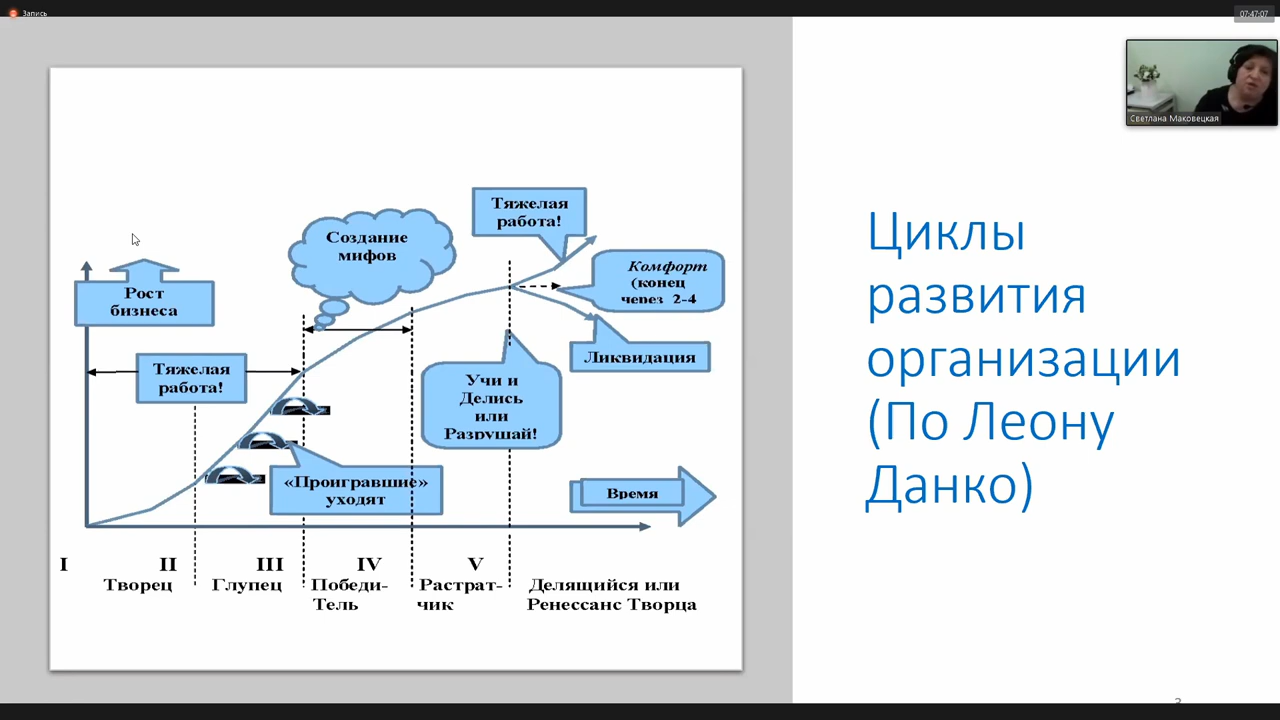 Запись
07:47:07
Светлана Маковецкая
Тяжелая
работа!
Создание
мифов
Комфорт
(конец
через 2-4
Рост
бизнеса
Ликвидация
Тяжелая
работа!
Учи и
Делись
или
Разрушай!
«Проигравшие»
уходят
Время
I II III IV V
Творец Глупец Победи- Растрат- Делящийся или
Тель чик Ренессанс Творца
Циклы
развития
организации
(По Леону
Данко)
3